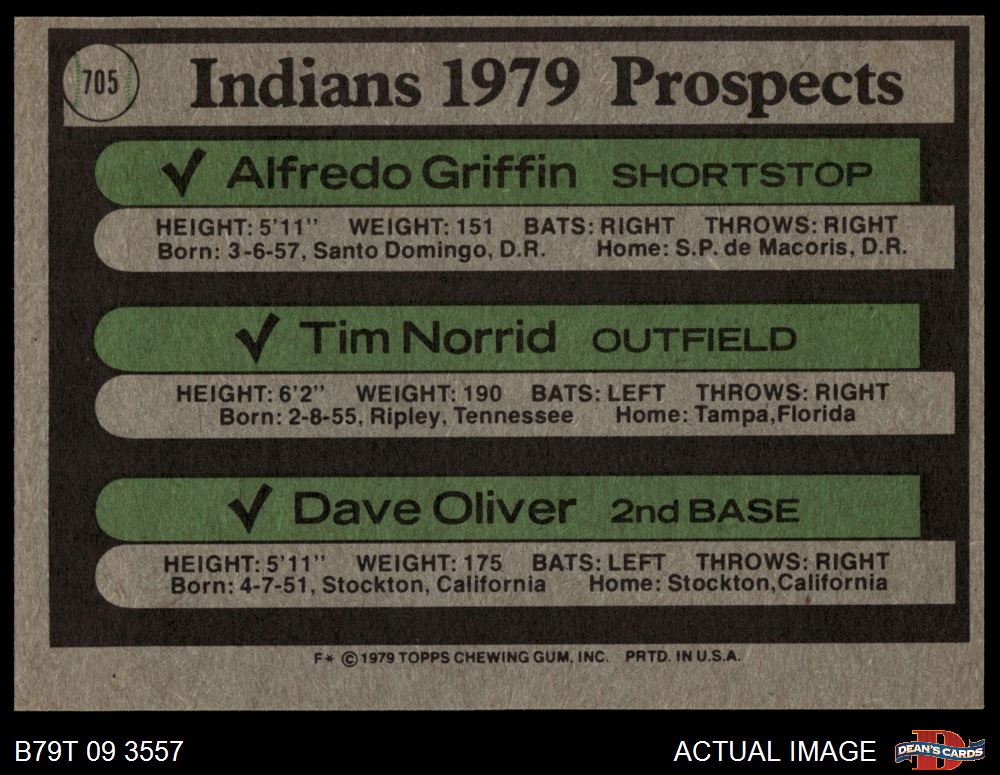 705
Indians 1979 Prospects
Alfredo Griffin SHORTSTOP
HEIGHT: 5'11" WEIGHT: 151 BATS: RIGHT THROWS: RIGHT
Born: 3-6-57, Santo Domingo, D.R. Home: S.P. de Macoris, D.R.
Tim Norrid OUTFIELD
HEIGHT: 6'2" WEIGHT: 190 BATS: LEFT THROWS: RIGHT
Born: 2-8-55, Ripley, Tennessee Home: Tampa,Florida
Dave Oliver 2nd BASE
HEIGHT: 5'11" WEIGHT: 175 BATS: LEFT THROWS: RIGHT
Born: 4-7-51, Stockton, California Home: Stockton,California
F* © 1979 TOPPS CHEWING GUM, INC. PRTD. IN U.S.A.
B79T 09 3557 ACTUAL IMAGE DEAN'S CARDS